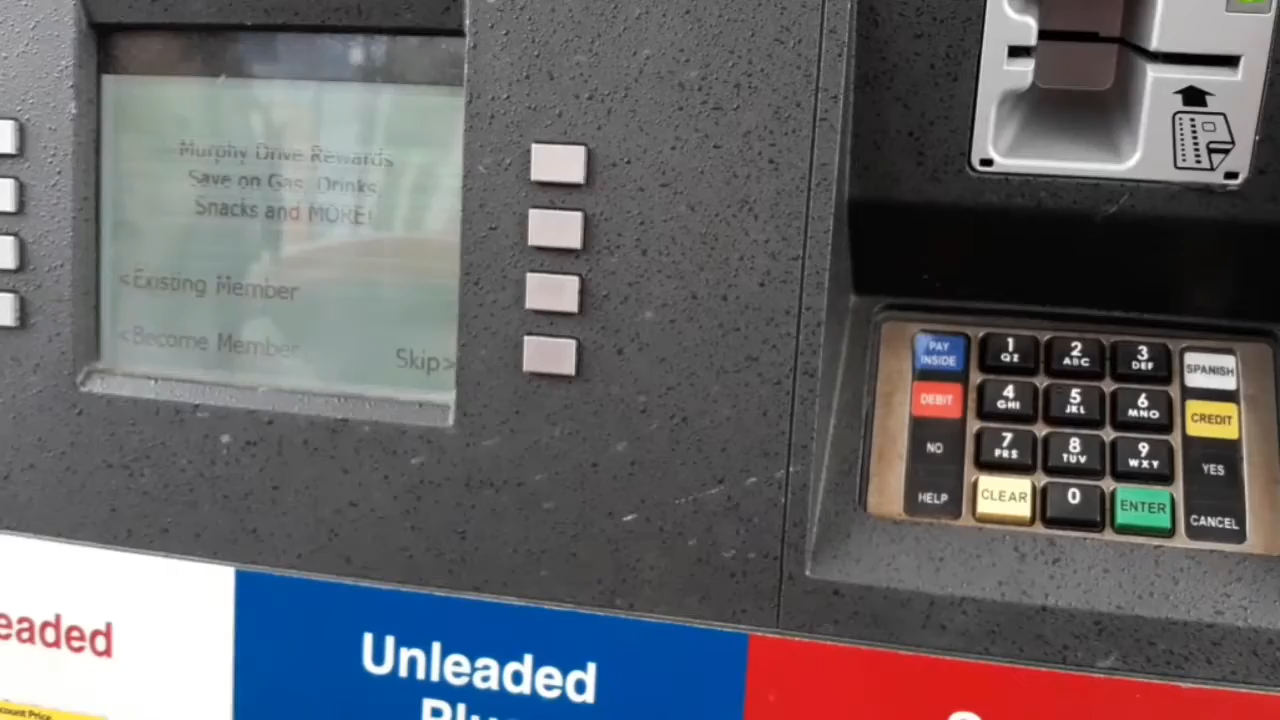 Murphy Drive Rewards
Save on Gas, Drinks
Snacks and MORE!
<Existing Member
<Become Member
Skip>
PAY INSIDE
1 QZ
2 ABC
3 DEF
SPANISH
DEBIT
4 GHI
5 JKL
6 MNO
CREDIT
NO
7 PRS
8 TUV
9 WXY
YES
HELP
CLEAR
0
ENTER
CANCEL
eaded
Unleaded
count Price